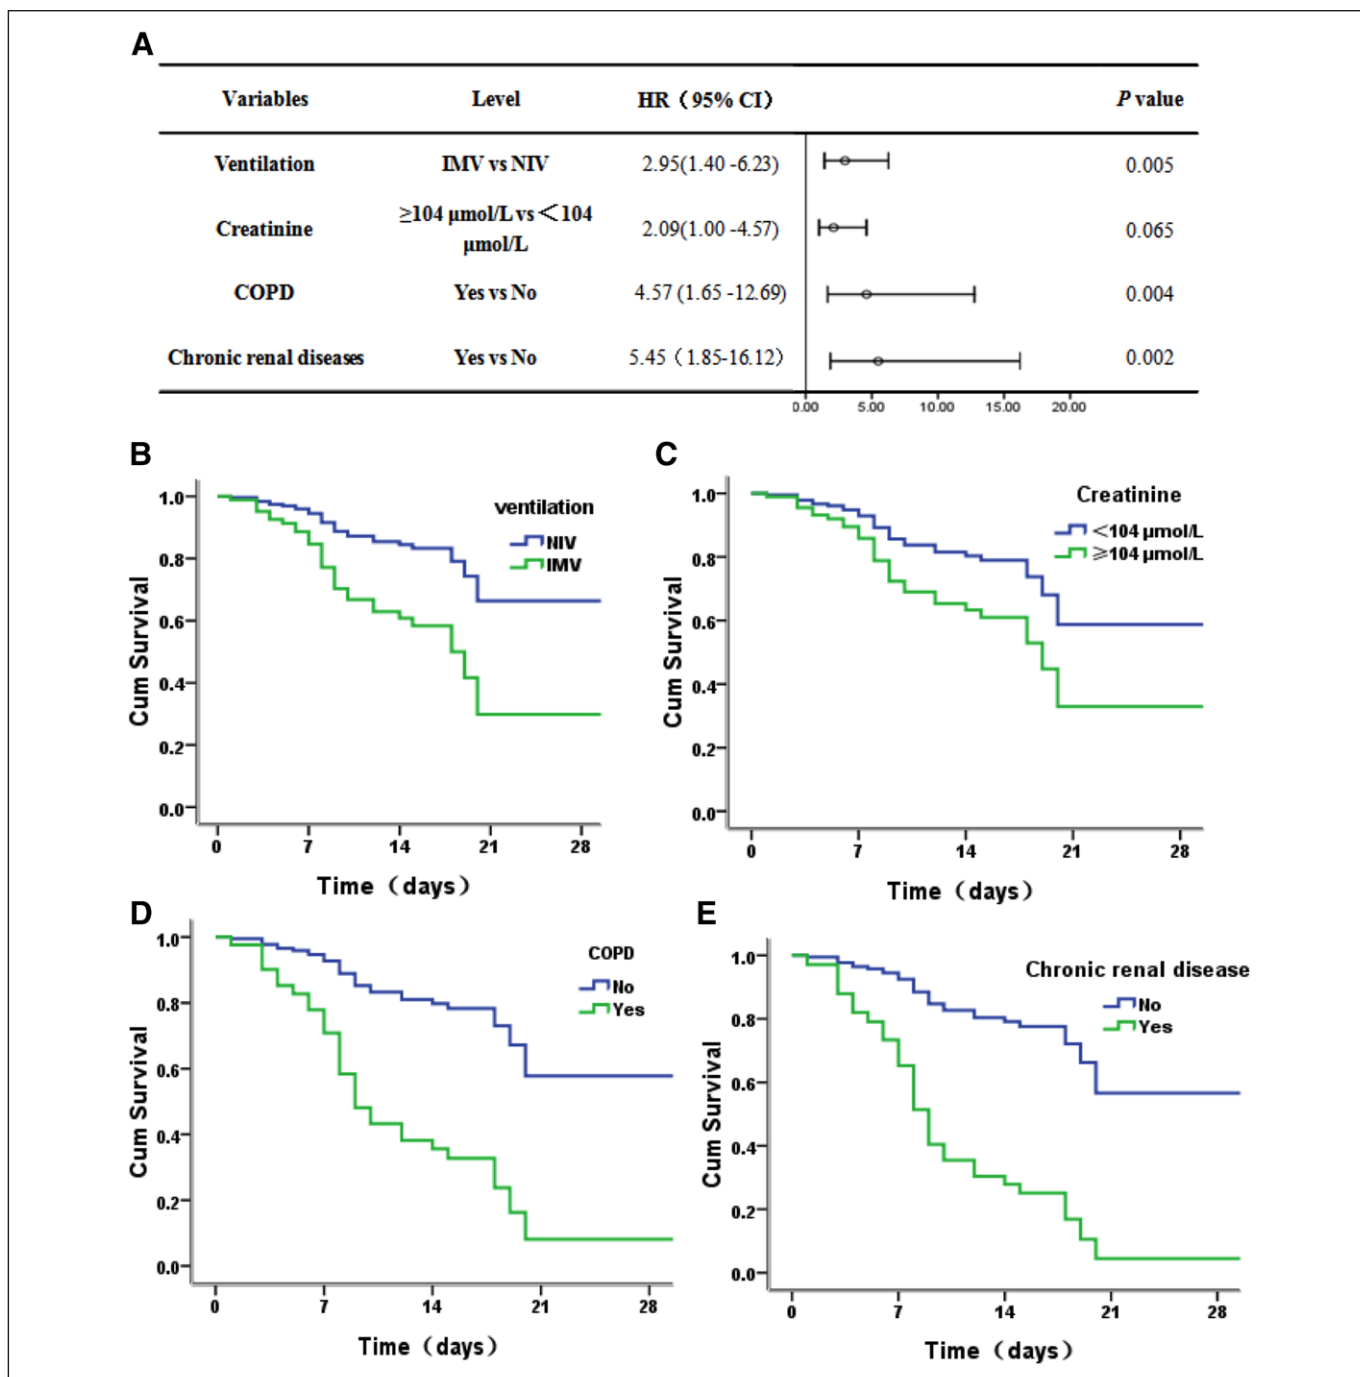 A
Variables Level HR（95% CI） P value
Ventilation IMV vs NIV 2.95(1.40 -6.23) 0.005
Creatinine ≥104 μmol/L vs＜104 μmol/L 2.09(1.00 -4.57) 0.065
COPD Yes vs No 4.57 (1.65 -12.69) 0.004
Chronic renal diseases Yes vs No 5.45（1.85-16.12） 0.002
0.00 5.00 10.00 15.00 20.00
B
ventilation
NIV
IMV
Cum Survival
1.0
0.8
0.6
0.4
0.2
0.0
0 7 14 21 28
Time（days）
C
Creatinine
＜104 μmol/L
≥104 μmol/L
Cum Survival
1.0
0.8
0.6
0.4
0.2
0.0
0 7 14 21 28
Time（days）
D
COPD
No
Yes
Cum Survival
1.0
0.8
0.6
0.4
0.2
0.0
0 7 14 21 28
Time（days）
E
Chronic renal disease
No
Yes
Cum Survival
1.0
0.8
0.6
0.4
0.2
0.0
0 7 14 21 28
Time（days）